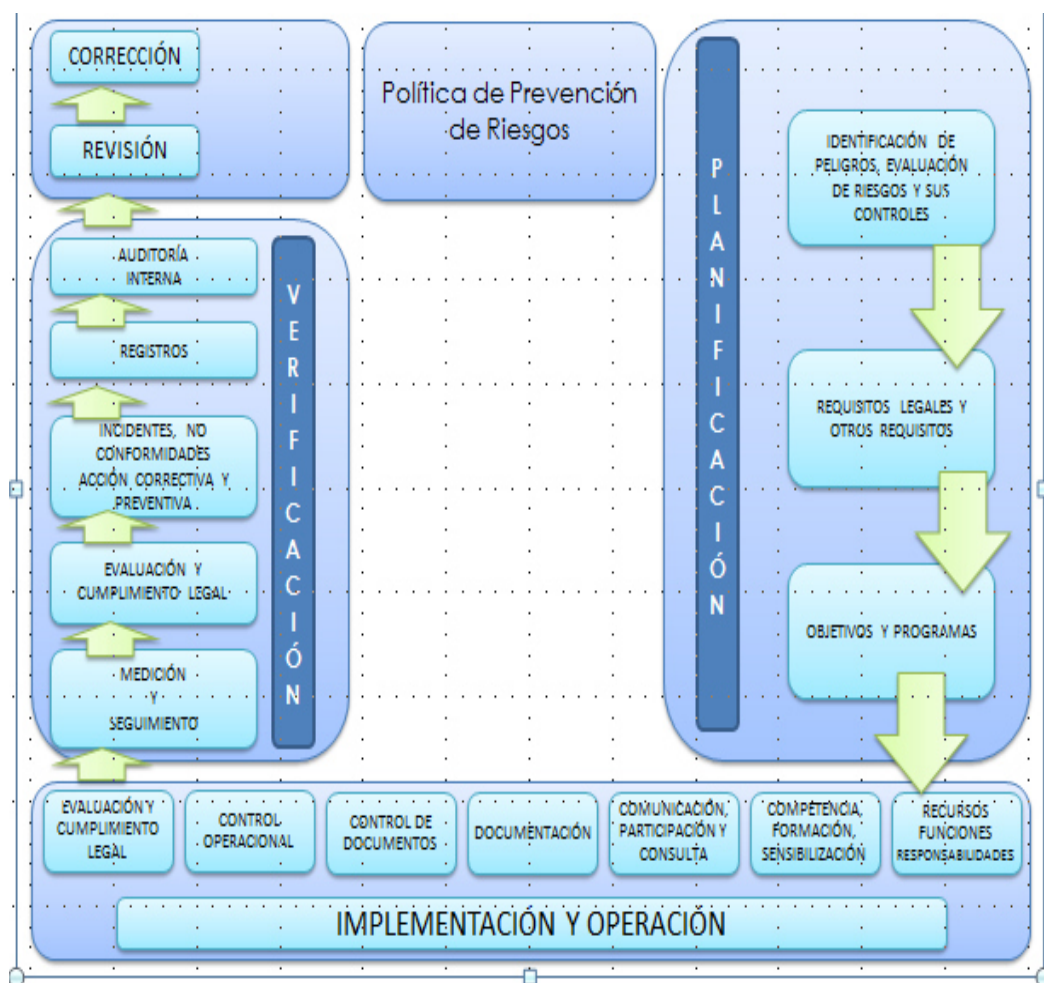 CORRECCIÓN
REVISIÓN
Política de Prevención
de Riesgos
PLANIFICACIÓN
IDENTIFICACIÓN DE
PELIGROS, EVALUACIÓN
DE RIESGOS Y SUS
CONTROLES
REQUISITOS LEGALES Y
OTROS REQUISITOS
OBJETIVOS Y PROGRAMAS
AUDITORÍA
INTERNA
REGISTROS
INCIDENTES, NO
CONFORMIDADES
ACCIÓN CORRECTIVA Y
PREVENTIVA
EVALUACIÓN Y
CUMPLIMIENTO LEGAL
MEDICIÓN
Y
SEGUIMIENTO
VERIFICACIÓN
EVALUACIÓN Y
CUMPLIMIENTO
LEGAL
CONTROL
OPERACIONAL
CONTROL DE
DOCUMENTOS
DOCUMENTACIÓN
COMUNICACIÓN,
PARTICIPACIÓN Y
CONSULTA
COMPETENCIA,
FORMACIÓN,
SENSIBILIZACIÓN
RECURSOS
FUNCIONES
RESPONSABILIDADES
IMPLEMENTACIÓN Y OPERACIÓN